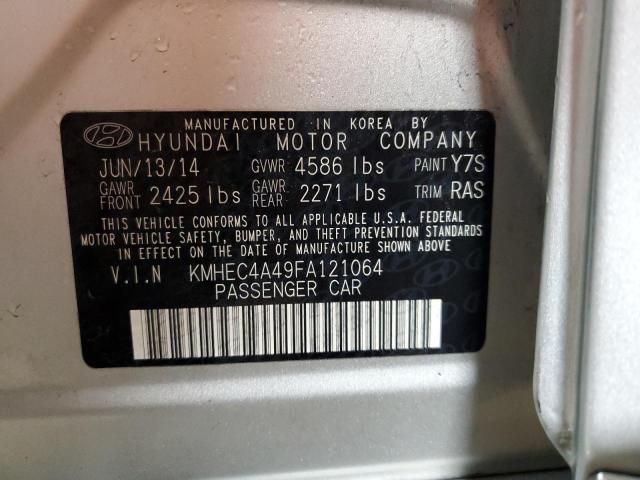 MANUFACTURED IN KOREA BY
HYUNDAI MOTOR COMPANY
JUN/13/14 GVWR 4586 lbs PAINT Y7S
GAWR FRONT 2425 lbs GAWR REAR 2271 lbs TRIM RAS
THIS VEHICLE CONFORMS TO ALL APPLICABLE U.S.A. FEDERAL
MOTOR VEHICLE SAFETY, BUMPER, AND THEFT PREVENTION STANDARDS
IN EFFECT ON THE DATE OF MANUFACTURE SHOWN ABOVE
V.I.N KMHEC4A49FA121064
PASSENGER CAR